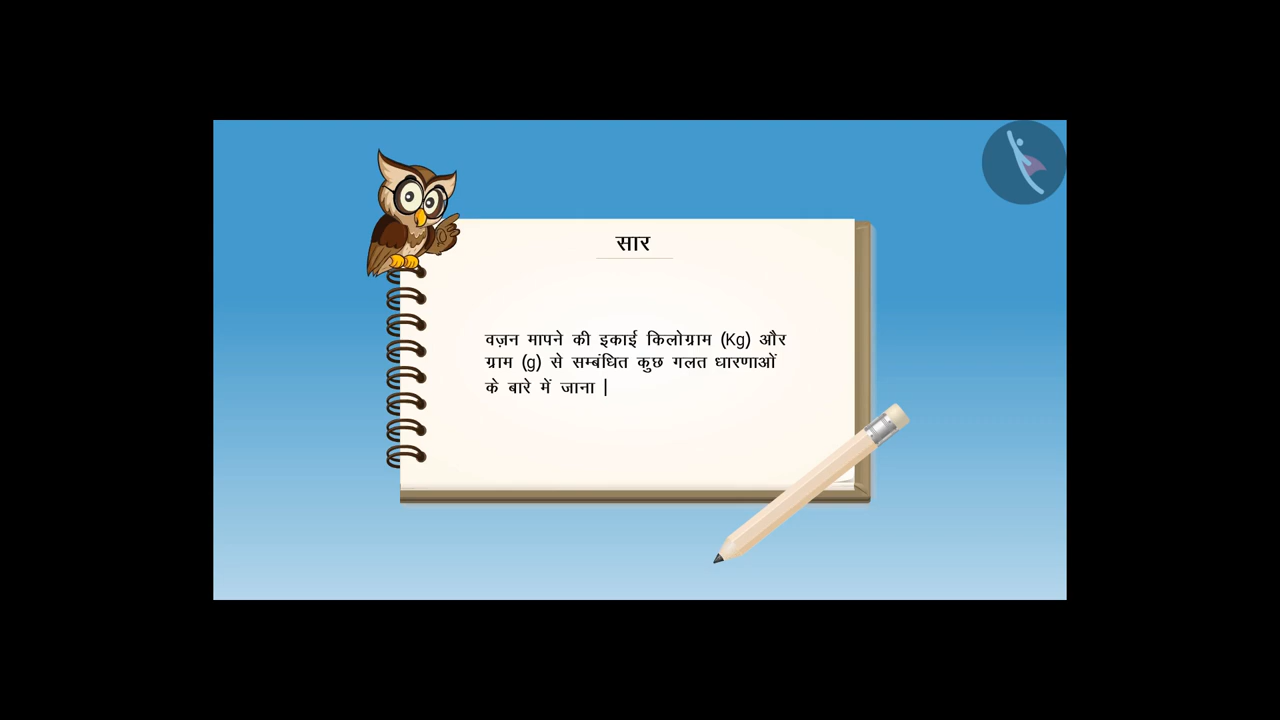 सार
वज़न मापने की इकाई किलोग्राम (Kg) और
ग्राम (g) से सम्बंधित कुछ गलत धारणाओं
के बारे में जाना |